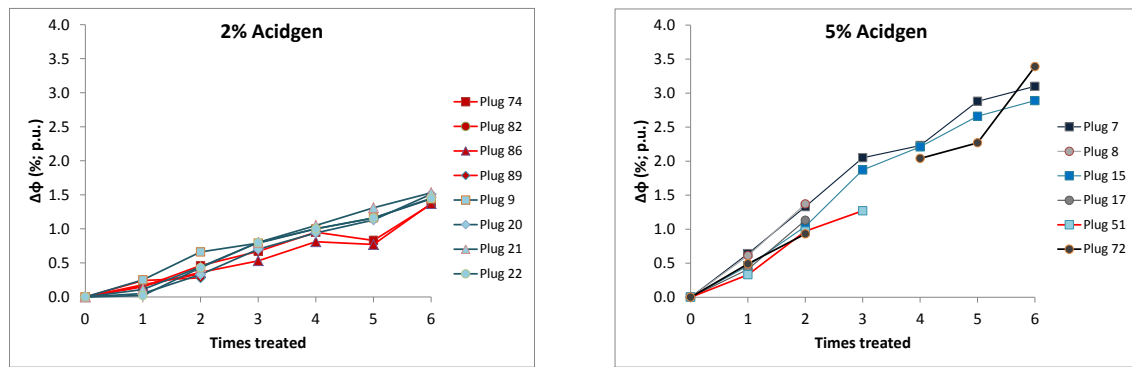 2% Acidgen
Δϕ (%; p.u.)
4.0
3.5
3.0
2.5
2.0
1.5
1.0
0.5
0.0
0 1 2 3 4 5 6
Times treated
Plug 74
Plug 82
Plug 86
Plug 89
Plug 9
Plug 20
Plug 21
Plug 22
5% Acidgen
Δϕ (%; p.u.)
4.0
3.5
3.0
2.5
2.0
1.5
1.0
0.5
0.0
0 1 2 3 4 5 6
Times treated
Plug 7
Plug 8
Plug 15
Plug 17
Plug 51
Plug 72